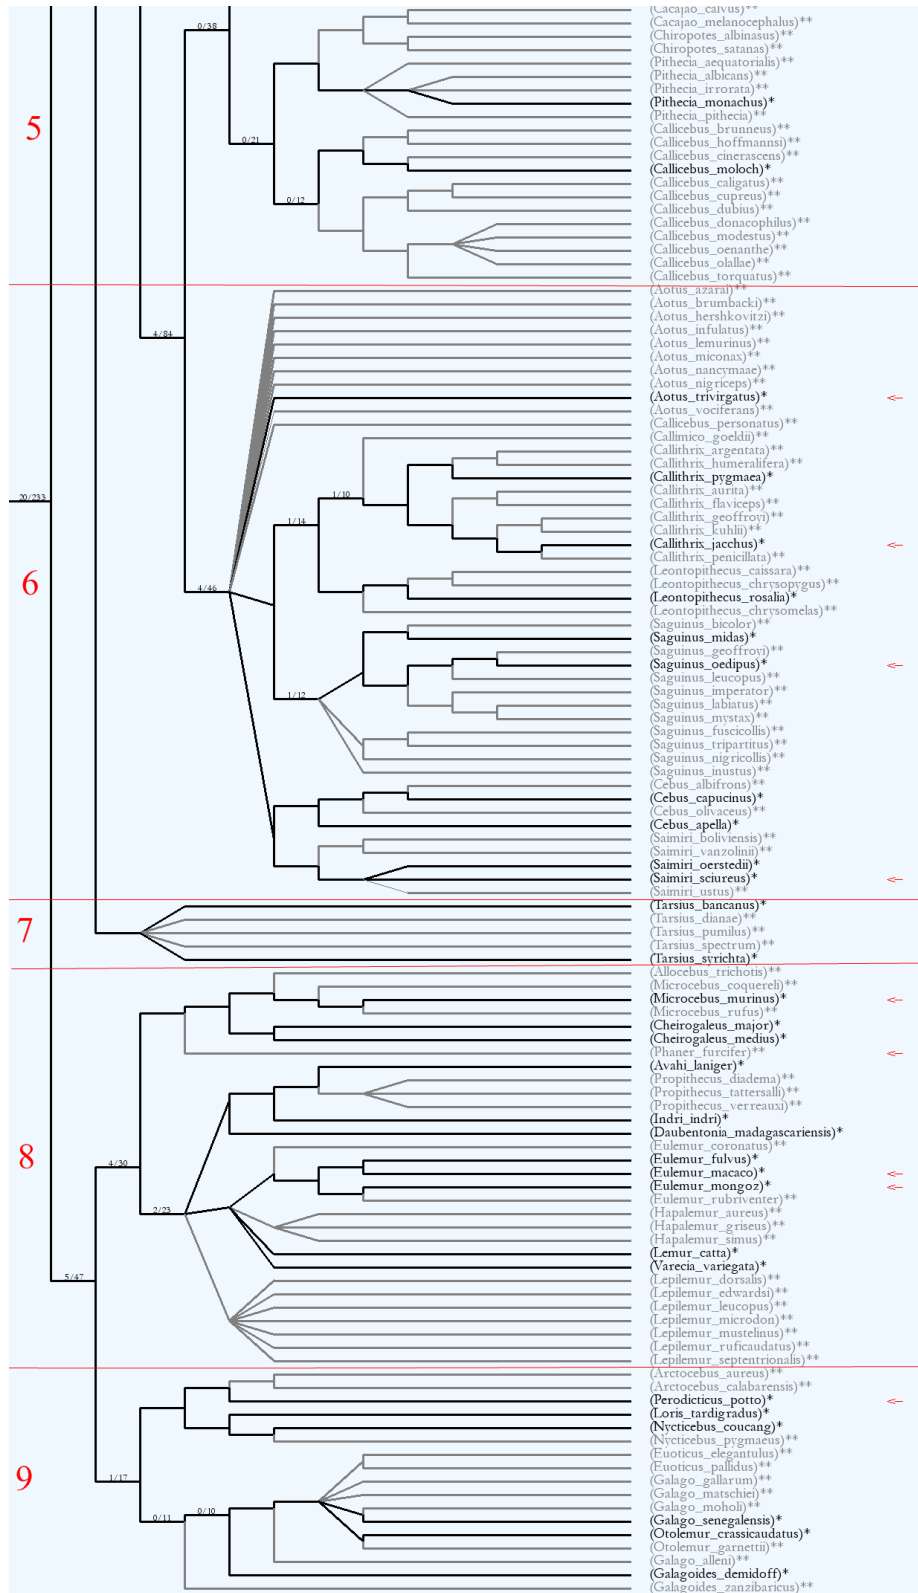 (Cacajao_calvus)**
0/38
(Cacajao_melanocephalus)**
(Chiropotes_albinasus)**
(Chiropotes_satanas)**
(Pithecia_aequatorialis)**
(Pithecia_albicans)**
(Pithecia_irrorata)**
(Pithecia_monachus)*
(Pithecia_pithecia)**
5
(Callicebus_brunneus)**
0/21
(Callicebus_hoffmannsi)**
(Callicebus_cinerascens)**
(Callicebus_moloch)*
(Callicebus_caligatus)**
(Callicebus_cupreus)**
0/12
(Callicebus_dubius)**
(Callicebus_donacophilus)**
(Callicebus_modestus)**
(Callicebus_oenanthe)**
(Callicebus_olallae)**
(Callicebus_torquatus)**
(Aotus_azarai)**
(Aotus_brumbacki)**
(Aotus_hershkovitzi)**
(Aotus_infulatus)**
4/84
(Aotus_lemurinus)**
(Aotus_miconax)**
(Aotus_nancymaae)**
(Aotus_nigriceps)**
(Aotus_trivirgatus)*
(Aotus_vociferans)**
(Callicebus_personatus)**
(Callimico_goeldii)**
(Callithrix_argentata)**
(Callithrix_humeralifera)**
(Callithrix_pygmaea)*
(Callithrix_aurita)**
20/233
1/10
(Callithrix_flaviceps)**
(Callithrix_geoffroyi)**
1/14
(Callithrix_kuhlii)**
(Callithrix_jacchus)*
(Callithrix_penicillata)**
(Leontopithecus_caissara)**
6
4/46
(Leontopithecus_chrysopygus)**
(Leontopithecus_rosalia)*
(Leontopithecus_chrysomelas)**
(Saguinus_bicolor)**
(Saguinus_midas)*
(Saguinus_geoffroyi)**
(Saguinus_oedipus)*
(Saguinus_leucopus)**
1/12
(Saguinus_imperator)**
(Saguinus_labiatus)**
(Saguinus_mystax)**
(Saguinus_fuscicollis)**
(Saguinus_tripartitus)**
(Saguinus_nigricollis)**
(Saguinus_inustus)**
(Cebus_albifrons)**
(Cebus_capucinus)*
(Cebus_olivaceus)**
(Cebus_apella)*
(Saimiri_boliviensis)**
(Saimiri_vanzolinii)**
(Saimiri_oerstedii)*
(Saimiri_sciureus)*
(Saimiri_ustus)**
(Tarsius_bancanus)*
(Tarsius_dianae)**
7
(Tarsius_pumilus)**
(Tarsius_spectrum)**
(Tarsius_syrichta)*
(Allocebus_trichotis)**
(Microcebus_coquereli)**
(Microcebus_murinus)*
(Microcebus_rufus)**
(Cheirogaleus_major)*
(Cheirogaleus_medius)*
(Phaner_furcifer)**
(Avahi_laniger)*
(Propithecus_diadema)**
(Propithecus_tattersalli)**
(Propithecus_verreauxi)**
(Indri_indri)*
(Daubentonia_madagascariensis)*
(Eulemur_coronatus)**
8
4/30
(Eulemur_fulvus)*
(Eulemur_macaco)*
(Eulemur_mongoz)*
(Eulemur_rubriventer)**
2/23
(Hapalemur_aureus)**
(Hapalemur_griseus)**
(Hapalemur_simus)**
(Lemur_catta)*
(Varecia_variegata)*
5/47
(Lepilemur_dorsalis)**
(Lepilemur_edwardsi)**
(Lepilemur_leucopus)**
(Lepilemur_microdon)**
(Lepilemur_mustelinus)**
(Lepilemur_ruficaudatus)**
(Lepilemur_septentrionalis)**
(Arctocebus_aureus)**
(Arctocebus_calabarensis)**
(Perodicticus_potto)*
(Loris_tardigradus)*
(Nycticebus_coucang)*
(Nycticebus_pygmaeus)**
(Euoticus_elegantulus)**
(Euoticus_pallidus)**
9
1/17
(Galago_gallarum)**
(Galago_matschiei)**
0/10
(Galago_moholi)**
0/11
(Galago_senegalensis)*
(Otolemur_crassicaudatus)*
(Otolemur_garnettii)**
(Galago_alleni)**
(Galagoides_demidoff)*
(Galagoides_zanzibaricus)**